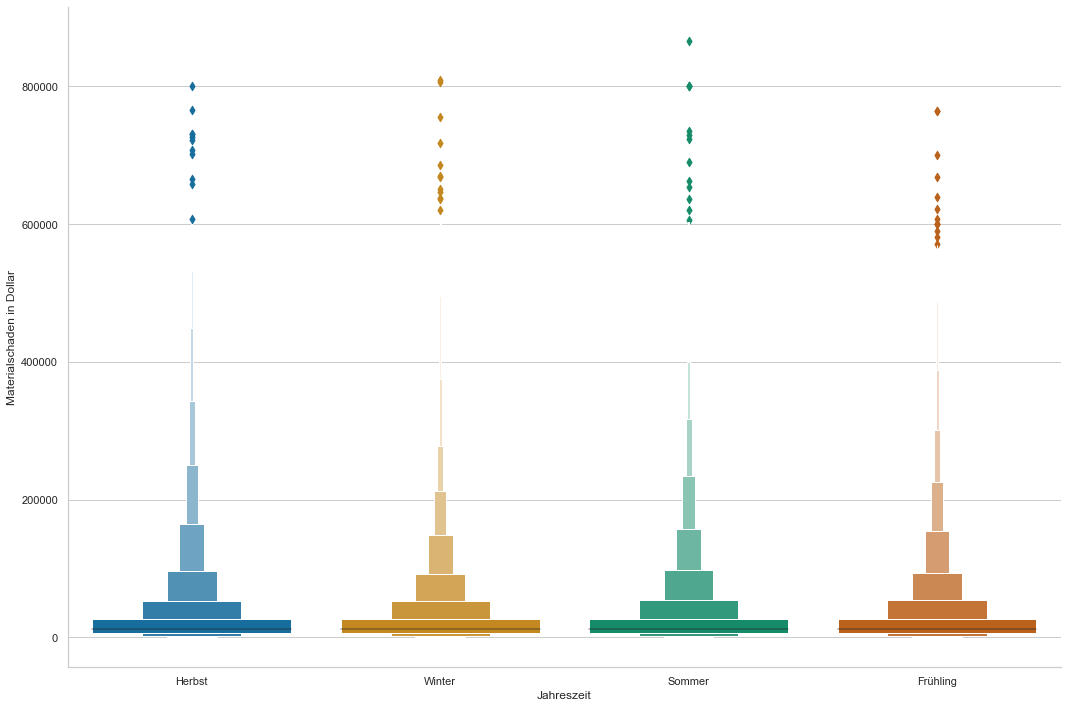 Materialschaden in Dollar
800000
600000
400000
200000
0
Herbst
Winter
Sommer
Frühling
Jahreszeit